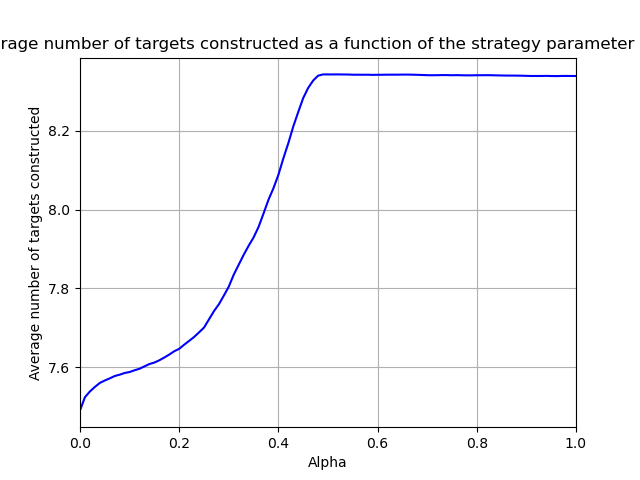 rage number of targets constructed as a function of the strategy parameter
8.2
8.0
7.8
7.6
Average number of targets constructed
0.0 0.2 0.4 0.6 0.8 1.0
Alpha